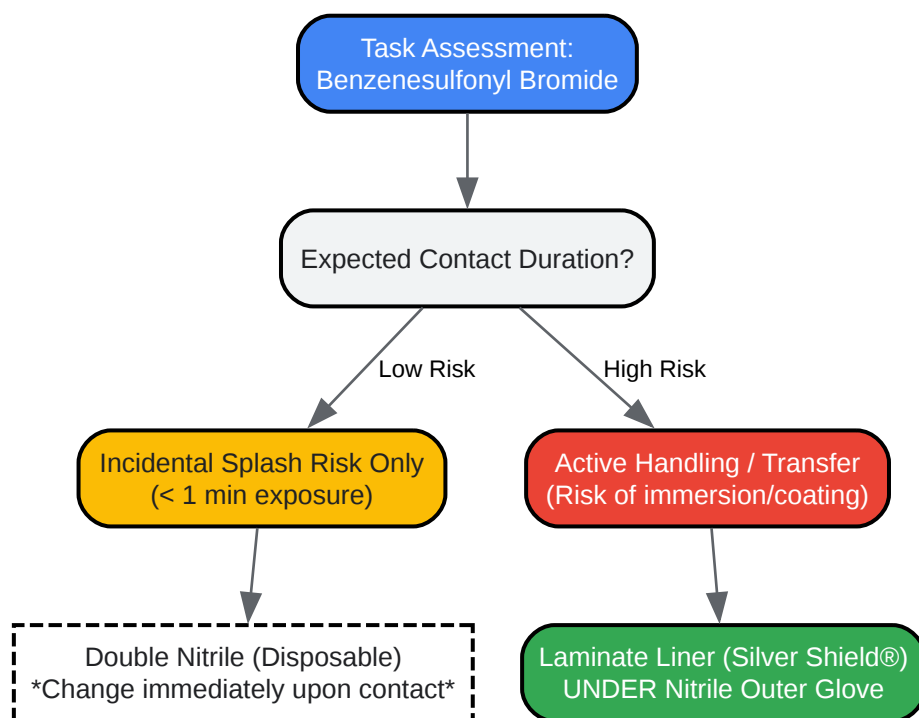 Task Assessment:
Benzenesulfonyl Bromide
Expected Contact Duration?
Low Risk
High Risk
Incidental Splash Risk Only
(< 1 min exposure)
Active Handling / Transfer
(Risk of immersion/coating)
Double Nitrile (Disposable)
*Change immediately upon contact*
Laminate Liner (Silver Shield®)
UNDER Nitrile Outer Glove